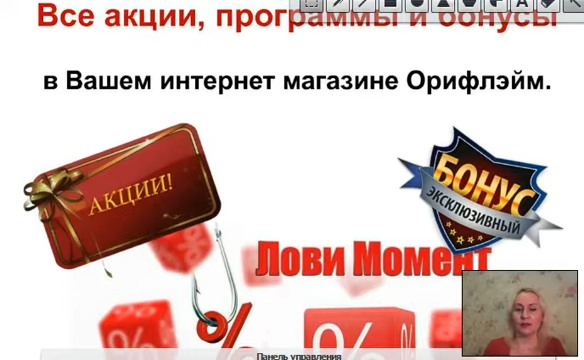 Все акции, программы и бонусы
в Вашем интернет магазине Орифлэйм.
АКЦИИ!
БОНУС
ЭКСКЛЮЗИВНЫЙ
Лови Момент
%
%
%
%
Панель управления